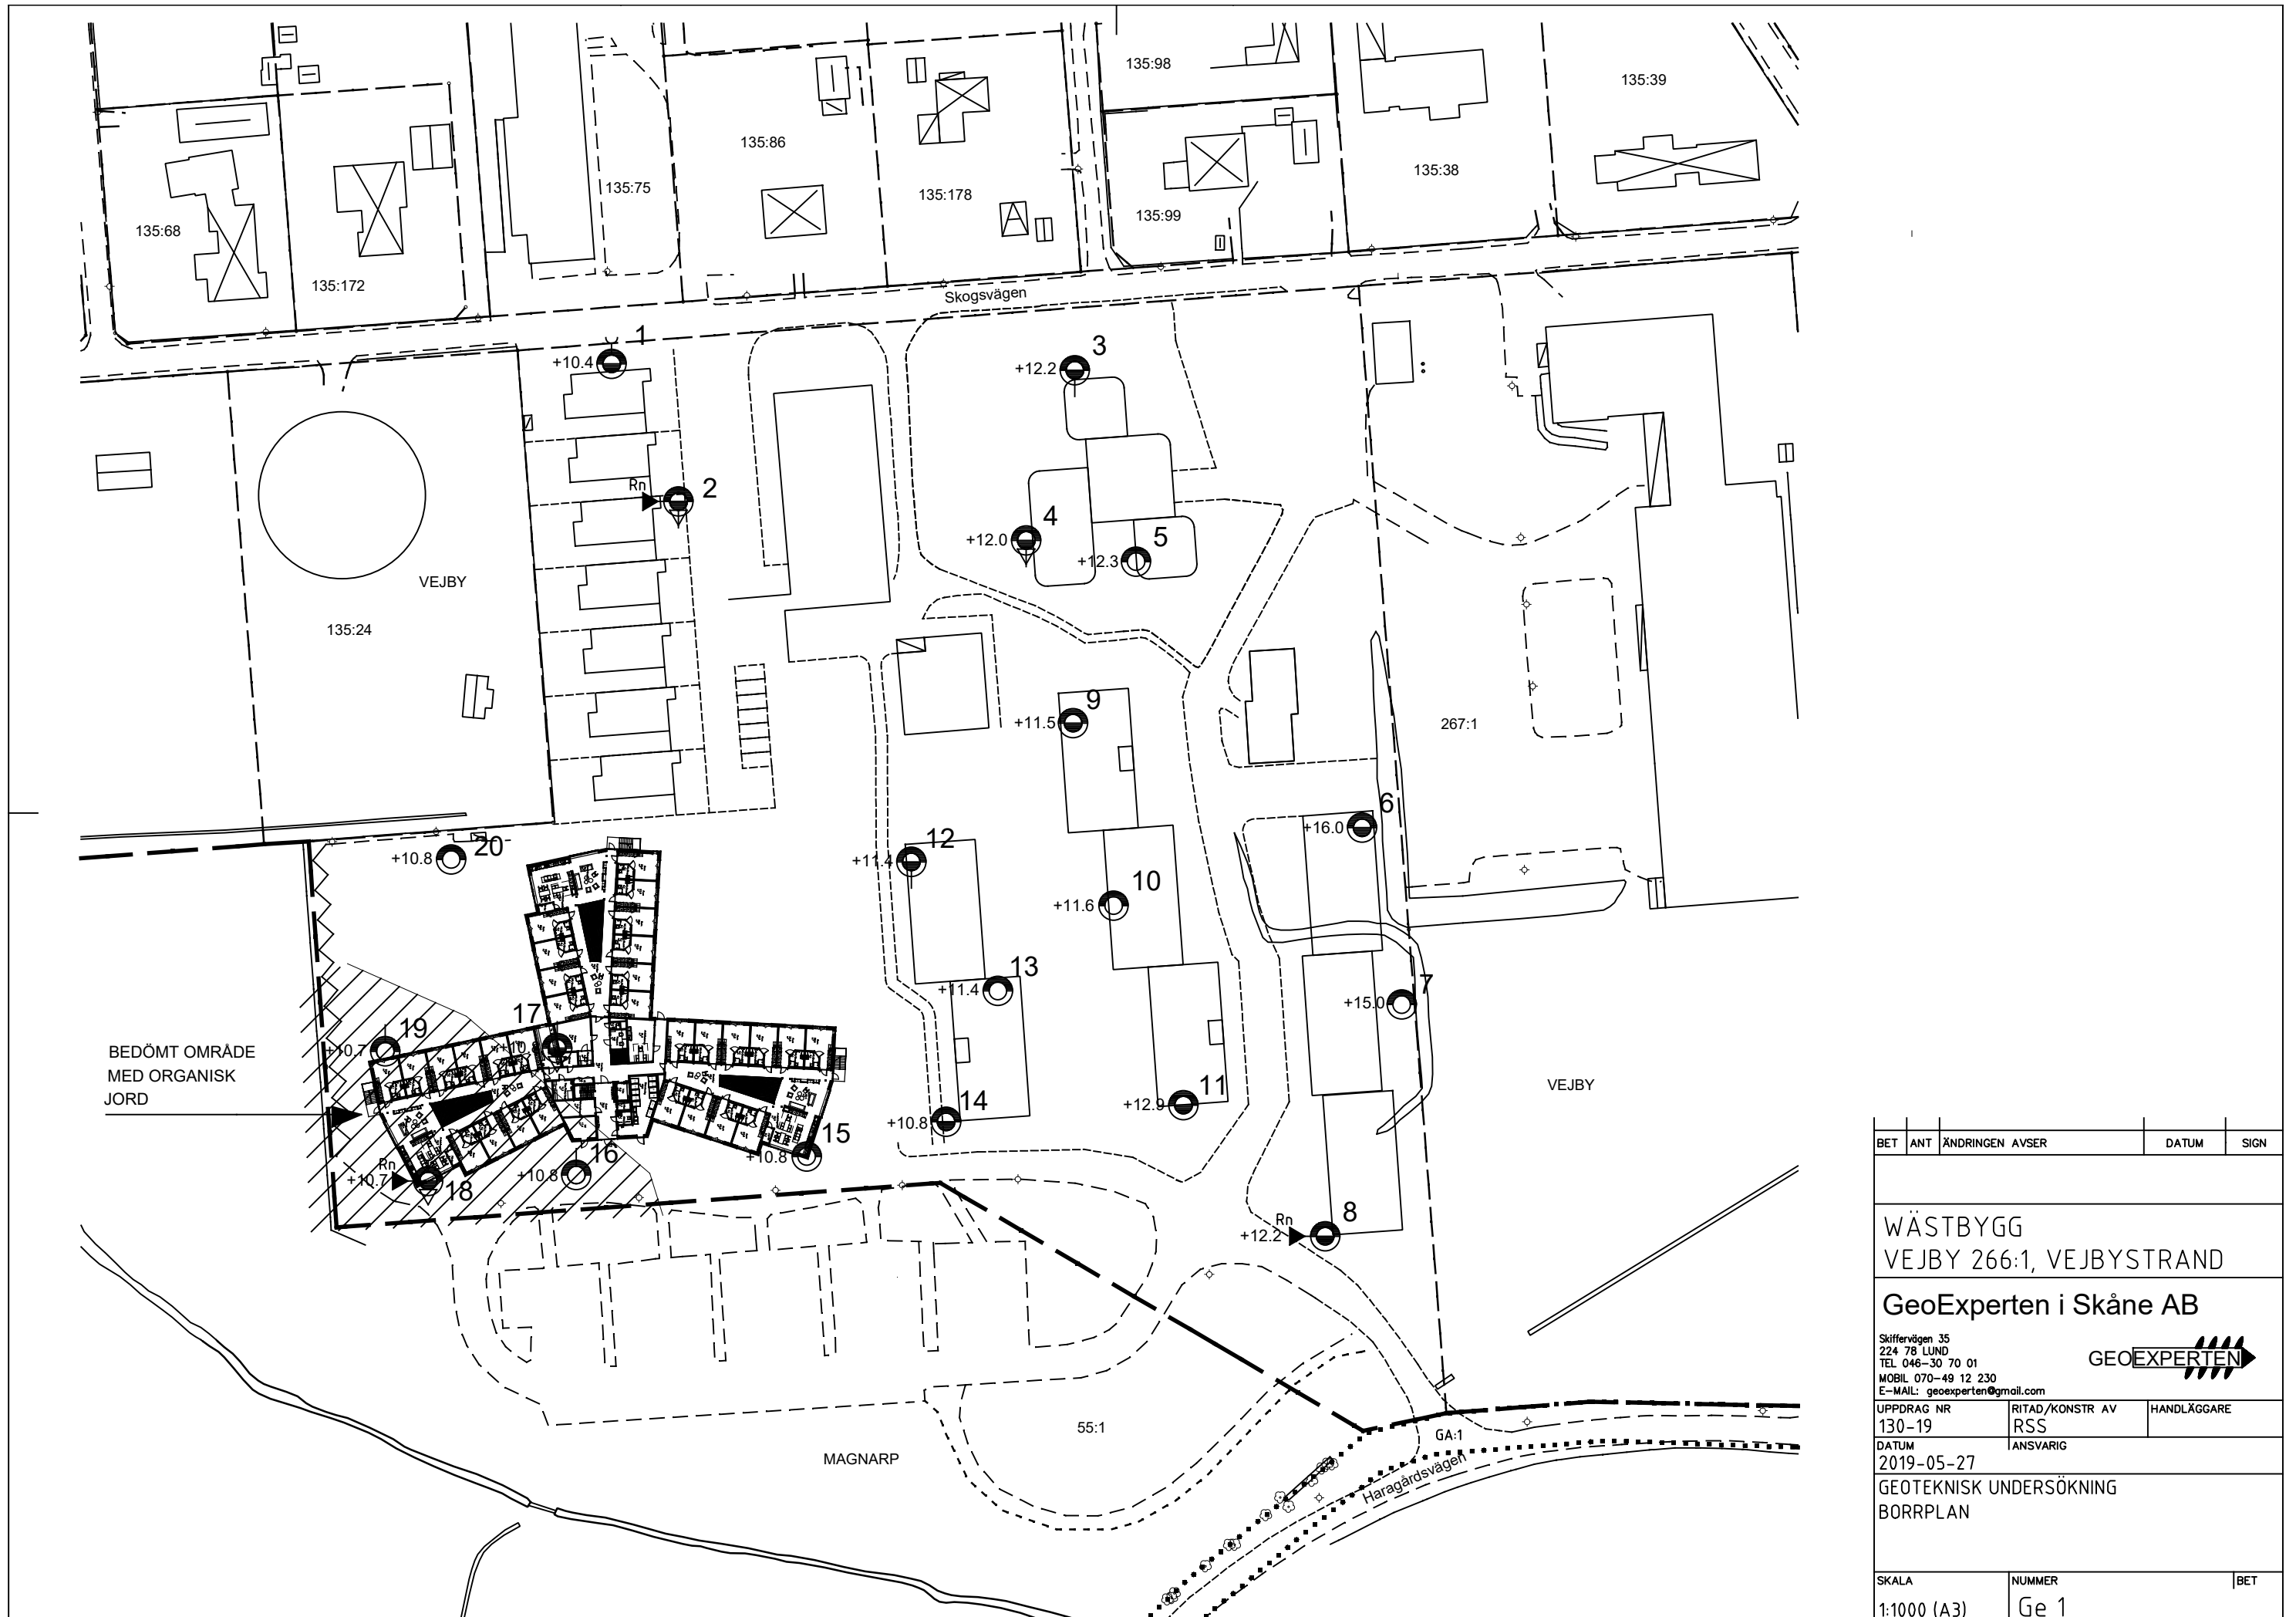 135:98
135:39
135:86
135:38
135:75
135:178
135:99
135:68
135:172
Skogsvägen
1
+10.4
3
+12.2
Rn
2
4
+12.0
5
+12.3
VEJBY
135:24
9
+11.5
267:1
6
+16.0
20
+10.8
12
+11.4
10
+11.6
13
+11.4
7
+15.0
17
19
+10.7
BEDÖMT OMRÅDE
MED ORGANISK
JORD
11
+12.9
VEJBY
14
+10.8
15
+10.8
16
+10.8
Rn
+10.7
18
8
Rn
+12.2
55:1
MAGNARP
GA:1
Haragårdsvägen
BET ANT ÄNDRINGEN AVSER DATUM SIGN
WÄSTBYGG
VEJBY 266:1, VEJBYSTRAND
GeoExperten i Skåne AB
Skiffervägen 35
224 78 LUND
TEL 046-30 70 01
MOBIL 070-49 12 230
E-MAIL: geoexperten@gmail.com
GEOEXPERTEN
UPPDRAG NR RITAD/KONSTR AV HANDLÄGGARE
130-19 RSS
DATUM ANSVARIG
2019-05-27
GEOTEKNISK UNDERSÖKNING
BORRPLAN
SKALA NUMMER BET
1:1000 (A3) Ge 1